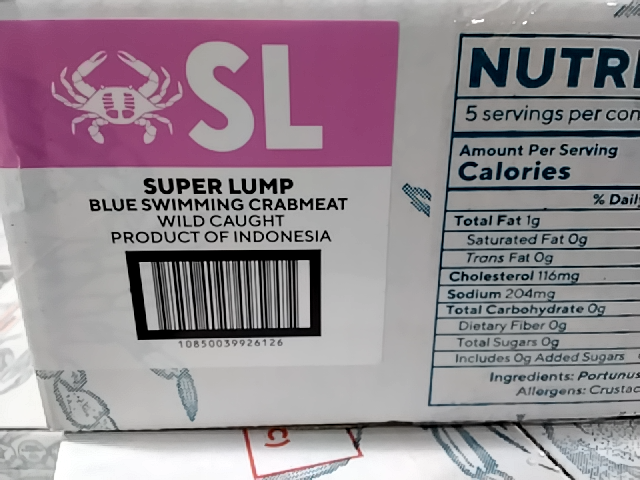 SL
SUPER LUMP
BLUE SWIMMING CRABMEAT
WILD CAUGHT
PRODUCT OF INDONESIA
10850039926126
NUTRI
5 servings per con
Amount Per Serving
Calories
% Daily
Total Fat 1g
Saturated Fat 0g
Trans Fat 0g
Cholesterol 116mg
Sodium 204mg
Total Carbohydrate 0g
Dietary Fiber 0g
Total Sugars 0g
Includes 0g Added Sugars
Ingredients: Portunus
Allergens: Crustac
C)